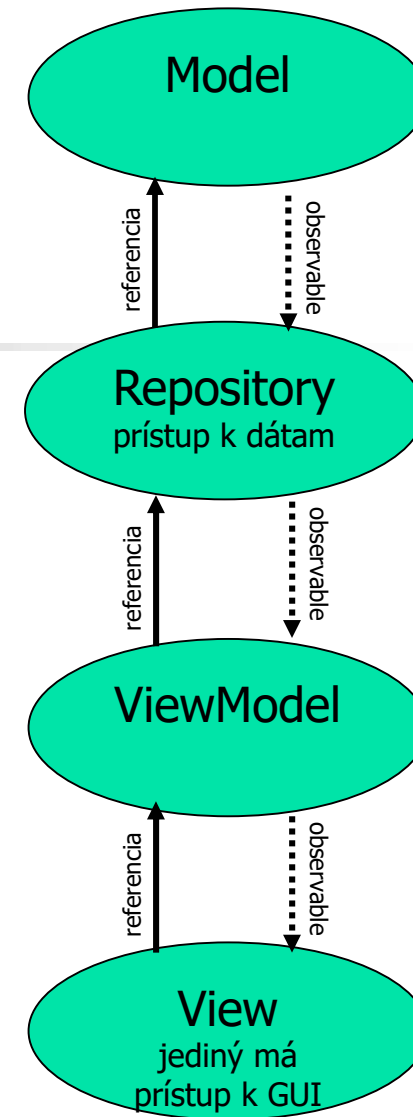 Model
referencia
observable
Repository
prístup k dátam
referencia
observable
ViewModel
referencia
observable
View
jediný má
prístup k GUI